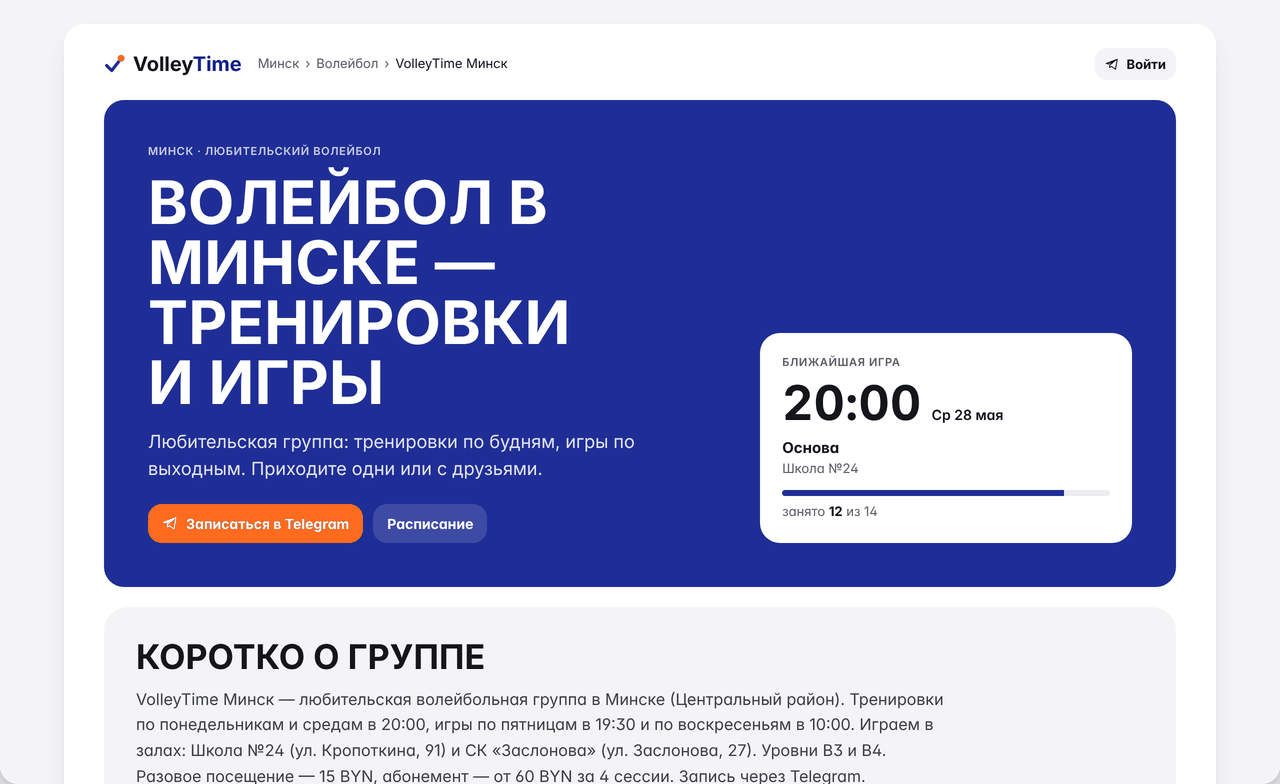 VolleyTime Минск › Волейбол › VolleyTime Минск
Войти
МИНСК · ЛЮБИТЕЛЬСКИЙ ВОЛЕЙБОЛ
ВОЛЕЙБОЛ В
МИНСКЕ —
ТРЕНИРОВКИ
И ИГРЫ
Любительская группа: тренировки по будням, игры по
выходным. Приходите одни или с друзьями.
Записаться в Telegram
Расписание
БЛИЖАЙШАЯ ИГРА
20:00 Ср 28 мая
Основа
Школа №24
занято 12 из 14
КОРОТКО О ГРУППЕ
VolleyTime Минск — любительская волейбольная группа в Минске (Центральный район). Тренировки
по понедельникам и средам в 20:00, игры по пятницам в 19:30 и по воскресеньям в 10:00. Играем в
залах: Школа №24 (ул. Кропоткина, 91) и СК «Заслонова» (ул. Заслонова, 27). Уровни B3 и B4.
Разовое посещение — 15 BYN, абонемент — от 60 BYN за 4 сессии. Запись через Telegram.